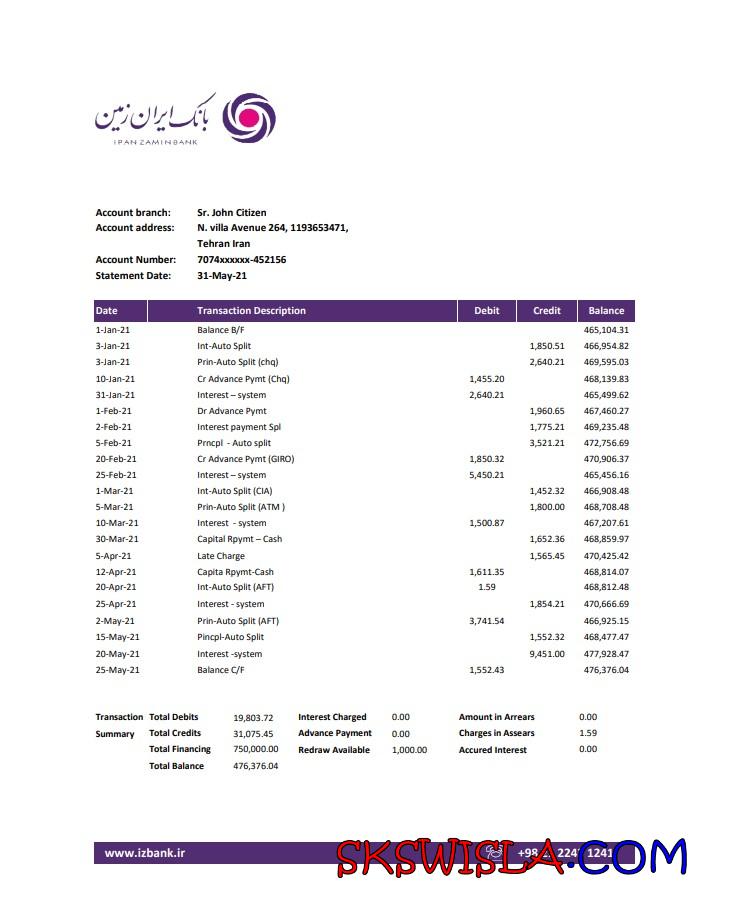 بانک ایران زمین
IPAN ZAMIN BANK
Account branch: Sr. John Citizen
Account address: N. villa Avenue 264, 1193653471,
Tehran Iran
Account Number: 7074xxxxxx-452156
Statement Date: 31-May-21
Date Transaction Description Debit Credit Balance
1-Jan-21 Balance B/F 465,104.31
3-Jan-21 Int-Auto Split 1,850.51 466,954.82
3-Jan-21 Prin-Auto Split (chq) 2,640.21 469,595.03
10-Jan-21 Cr Advance Pymt (Chq) 1,455.20 468,139.83
31-Jan-21 Interest – system 2,640.21 465,499.62
1-Feb-21 Dr Advance Pymt 1,960.65 467,460.27
2-Feb-21 Interest payment Spl 1,775.21 469,235.48
5-Feb-21 Prncpl - Auto split 3,521.21 472,756.69
20-Feb-21 Cr Advance Pymt (GIRO) 1,850.32 470,906.37
25-Feb-21 Interest – system 5,450.21 465,456.16
1-Mar-21 Int-Auto Split (CIA) 1,452.32 466,908.48
5-Mar-21 Prin-Auto Split (ATM ) 1,800.00 468,708.48
10-Mar-21 Interest - system 1,500.87 467,207.61
30-Mar-21 Capital Rpymt – Cash 1,652.36 468,859.97
5-Apr-21 Late Charge 1,565.45 470,425.42
12-Apr-21 Capita Rpymt-Cash 1,611.35 468,814.07
20-Apr-21 Int-Auto Split (AFT) 1.59 468,812.48
25-Apr-21 Interest - system 1,854.21 470,666.69
2-May-21 Prin-Auto Split (AFT) 3,741.54 466,925.15
15-May-21 Pincpl-Auto Split 1,552.32 468,477.47
20-May-21 Interest -system 9,451.00 477,928.47
25-May-21 Balance C/F 1,552.43 476,376.04
Transaction Total Debits 19,803.72 Interest Charged 0.00 Amount in Arrears 0.00
Summary Total Credits 31,075.45 Advance Payment 0.00 Charges in Assears 1.59
Total Financing 750,000.00 Redraw Available 1,000.00 Accured Interest 0.00
Total Balance 476,376.04
www.izbank.ir +98
SKSWISLA.COM